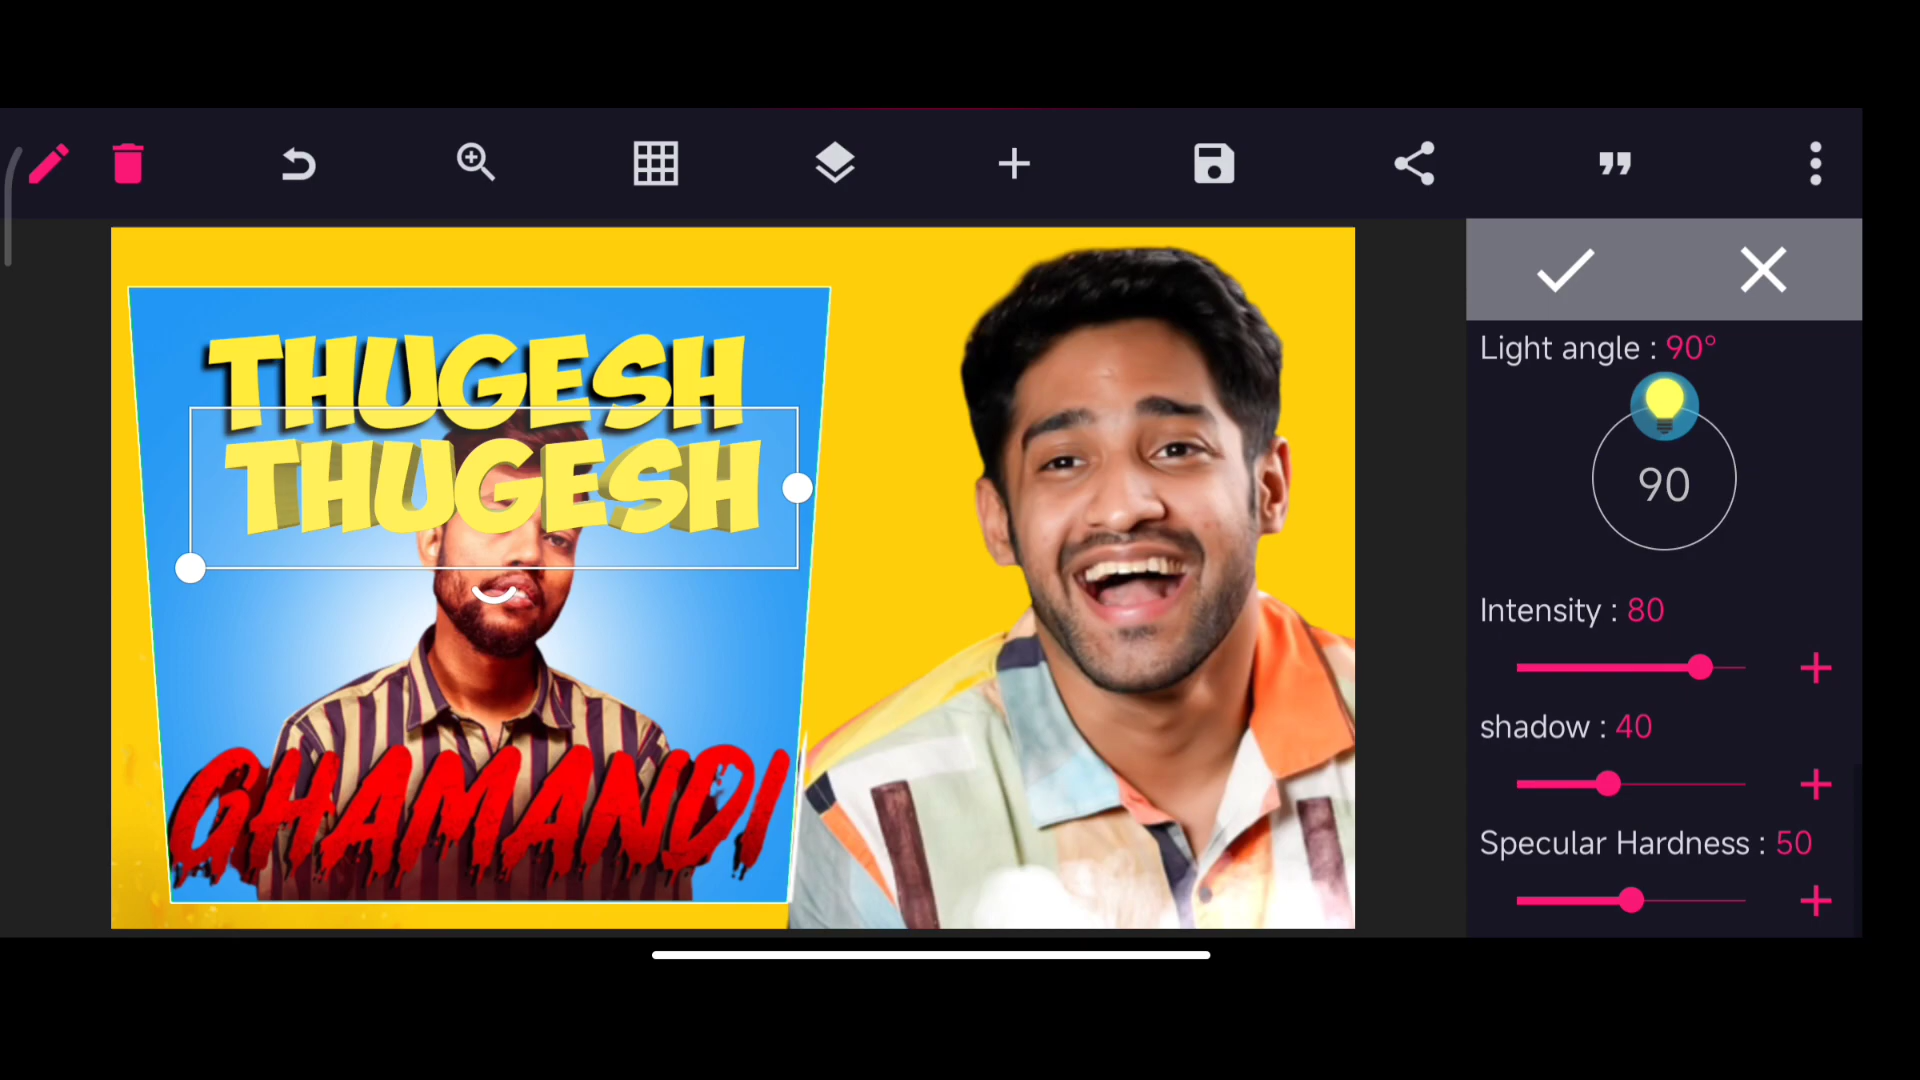 THUGESH
THUGESH
GHAMANDI
Light angle : 90°
90
Intensity : 80
shadow : 40
Specular Hardness : 50